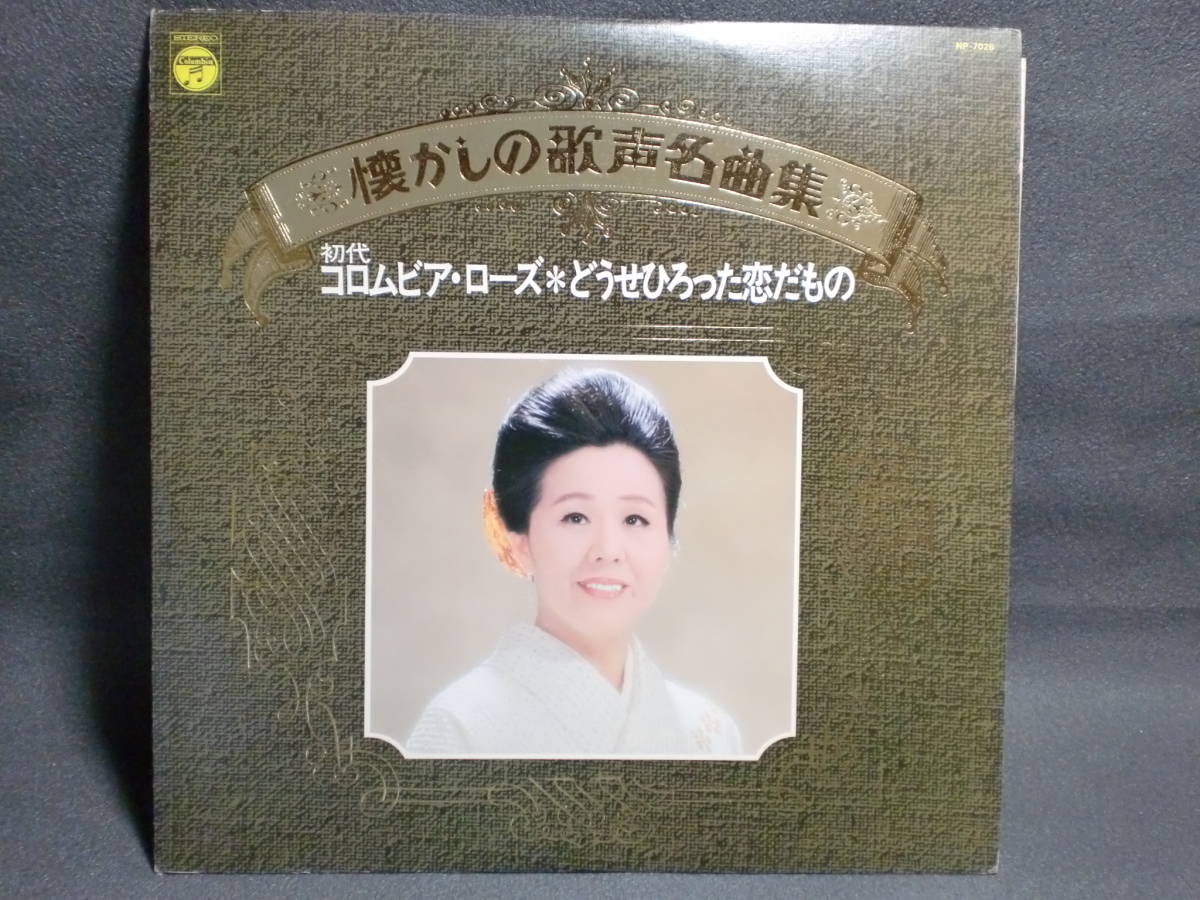 STEREO
Columbia
NP-7028
懐かしの歌声名曲集
初代
コロムビア・ローズ*どうせひろった恋だもの